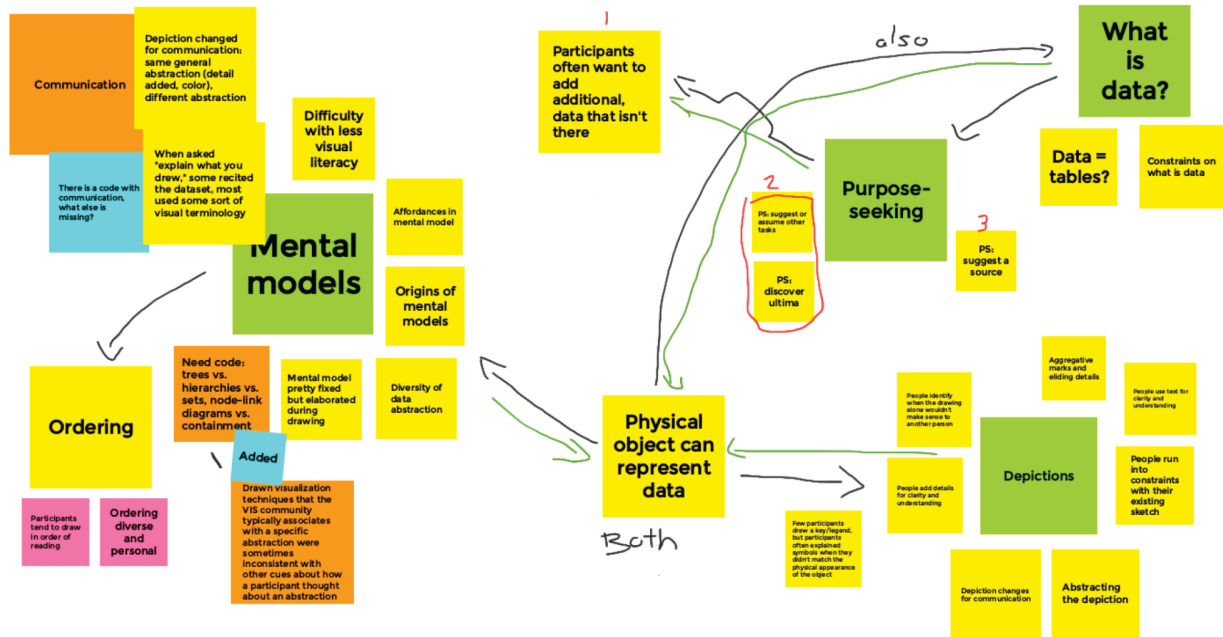 Communication
Depiction changed
for communication:
same general
abstraction (detail
added, color),
different abstraction
There is a code with
communication,
what else is
missing?
When asked
"explain what you
drew," some recited
the dataset, most
used some sort of
visual terminology
Difficulty
with less
visual
literacy
Mental
models
Affordances in
mental model
Origins of
mental
models
Ordering
Participants
tend to draw
in order of
reading
Ordering
diverse
and
personal
Need code:
trees vs.
hierarchies vs.
sets, node-link
diagrams vs.
containment
Added
Drawn visualization
techniques that the
VIS community
typically associates
with a specific
abstraction were
sometimes
inconsistent with
other cues about how
a participant thought
about an abstraction
Mental model
pretty fixed
but elaborated
during
drawing
Diversity of
data
abstraction
1
Participants
often want to
add
additional,
data that isn't
there
also
What
is
data?
Data =
tables?
Constraints on
what is data
Purpose-
seeking
2
PS: suggest or
assume other
tasks
PS:
discover
ultima
3
PS:
suggest a
source
Physical
object can
represent
data
Both
Depictions
Aggregative
marks and
eliding details
People use text for
clarity and
understanding
People identify
when the drawing
alone wouldn't
make sense to
another person
People add details
for clarity and
understanding
People run
into
constraints
with their
existing
sketch
Few participants
drew a key/legend,
but participants
often explained
symbols when they
didn't match the
physical appearance
of the object
Depiction changes
for communication
Abstracting
the depiction